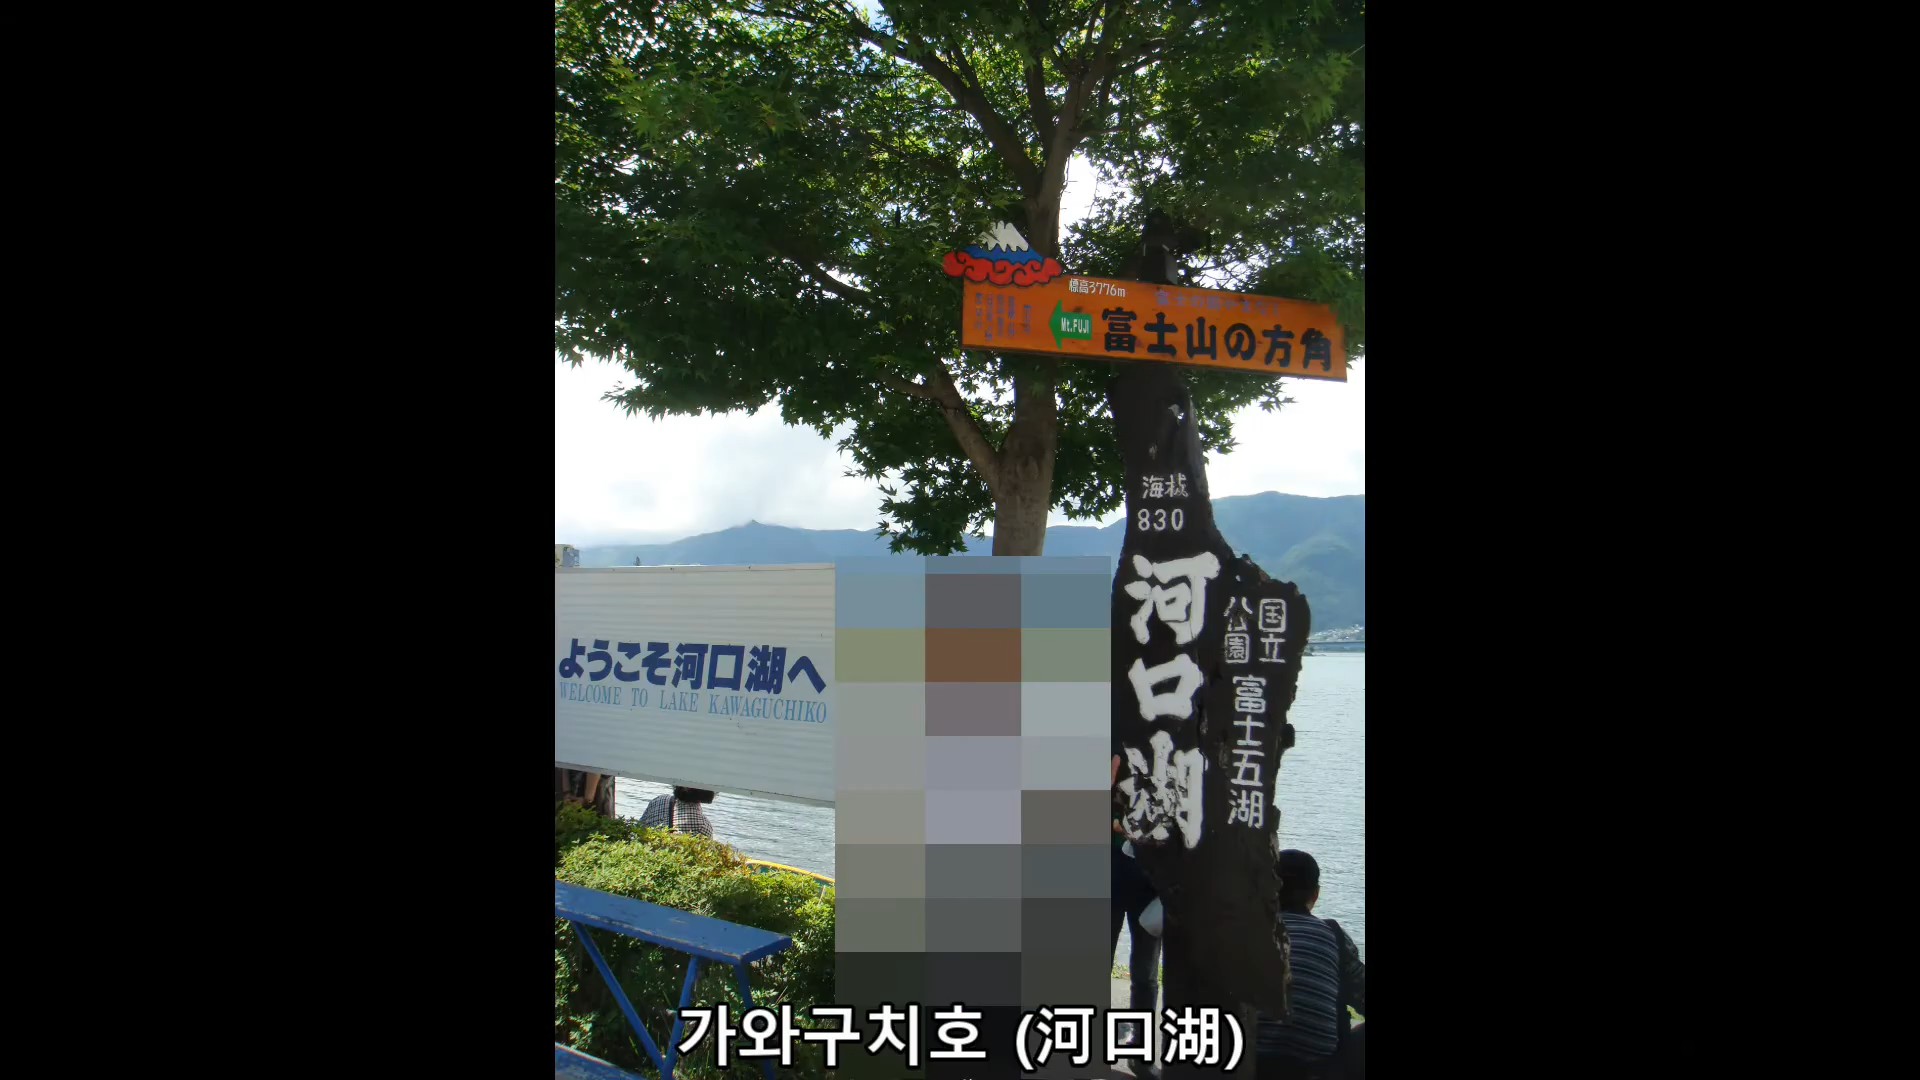 標高3776m
Mt.FUJI
富士山の方角
海抜
830
河口湖
国立
公園
富士五湖
ようこそ河口湖へ
WELCOME TO LAKE KAWAGUCHIKO
가와구치호 (河口湖)